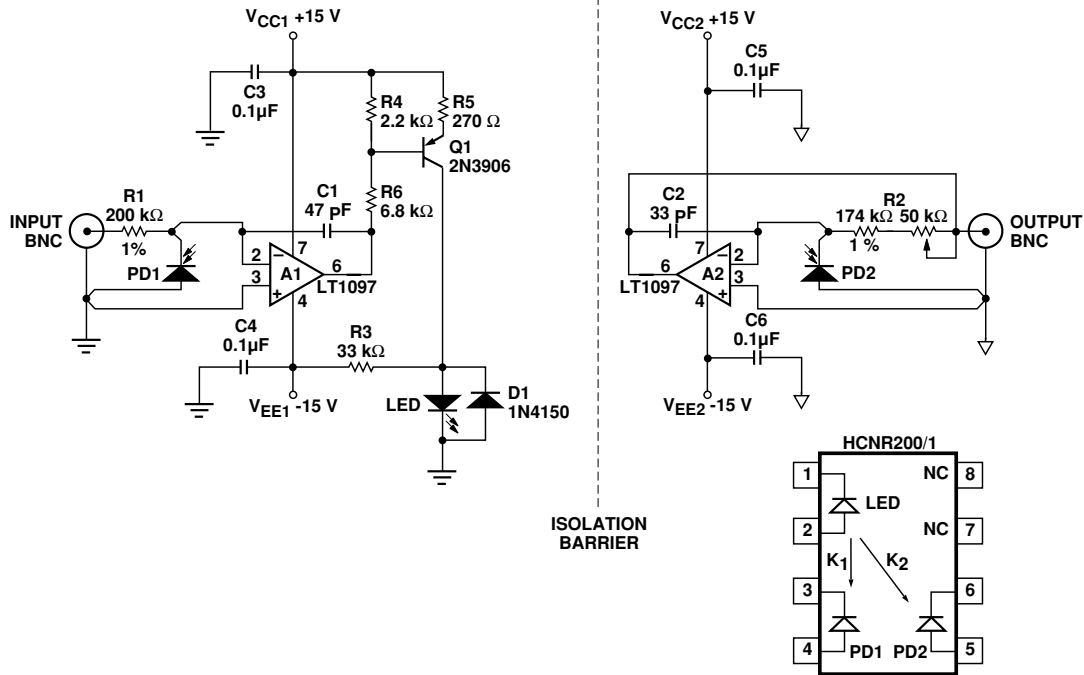 VCC1 +15 V
C3
0.1µF
R4
2.2 kΩ
R5
270 Ω
Q1
2N3906
R6
6.8 kΩ
C1
47 pF
INPUT
BNC
R1
200 kΩ
1%
PD1
2
3
7
A1
6
4
LT1097
C4
0.1µF
R3
33 kΩ
VEE1 -15 V
LED
D1
1N4150
ISOLATION
BARRIER
VCC2 +15 V
C5
0.1µF
C2
33 pF
R2
174 kΩ 50 kΩ
1 %
OUTPUT
BNC
7
6
A2
2
3
4
LT1097
PD2
C6
0.1µF
VEE2 -15 V
HCNR200/1
1
2
3
4
LED
K1
K2
PD1
PD2
NC
NC
8
7
6
5